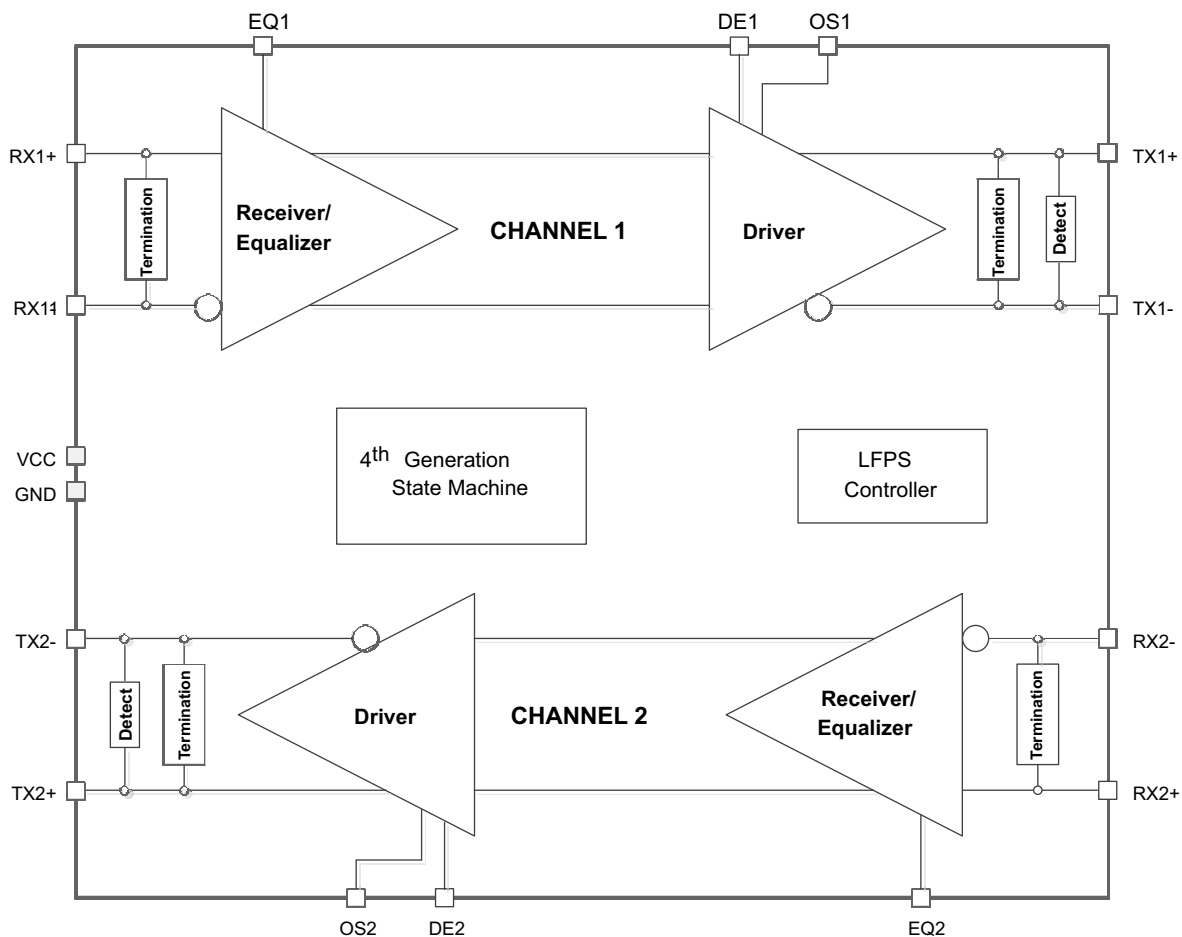 EQ1
DE1
OS1
RX1+
TX1+
Termination
Receiver/
Equalizer
CHANNEL 1
Driver
Termination
Detect
TX1-
VCC
GND
4th Generation
State Machine
LFPS
Controller
TX2-
RX2-
Detect
Termination
Driver
CHANNEL 2
Receiver/
Equalizer
Termination
TX2+
RX2+
OS2
DE2
EQ2